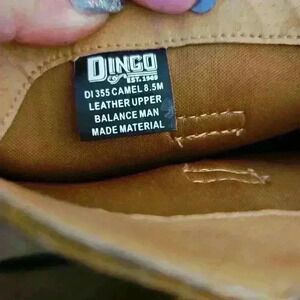 DINGO
EST. 1969
DI 355 CAMEL 8.5M
LEATHER UPPER
BALANCE MAN
MADE MATERIAL